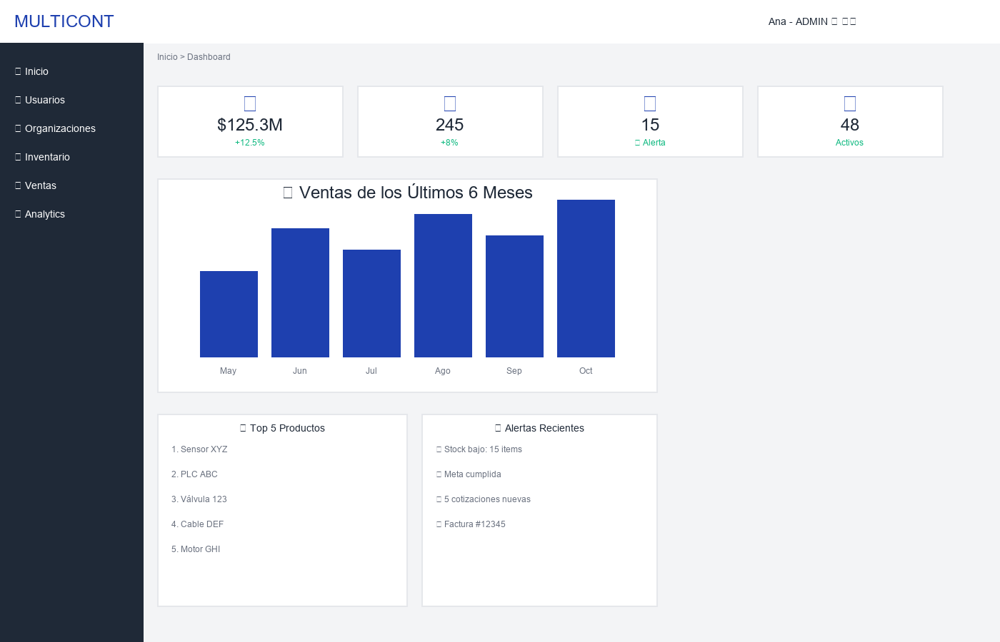 MULTICONT
Ana - ADMIN
Inicio
Usuarios
Organizaciones
Inventario
Ventas
Analytics
Inicio > Dashboard
$125.3M
+12.5%
245
+8%
15
Alerta
48
Activos
Ventas de los Últimos 6 Meses
May Jun Jul Ago Sep Oct
Top 5 Productos
1. Sensor XYZ
2. PLC ABC
3. Válvula 123
4. Cable DEF
5. Motor GHI
Alertas Recientes
Stock bajo: 15 items
Meta cumplida
5 cotizaciones nuevas
Factura #12345